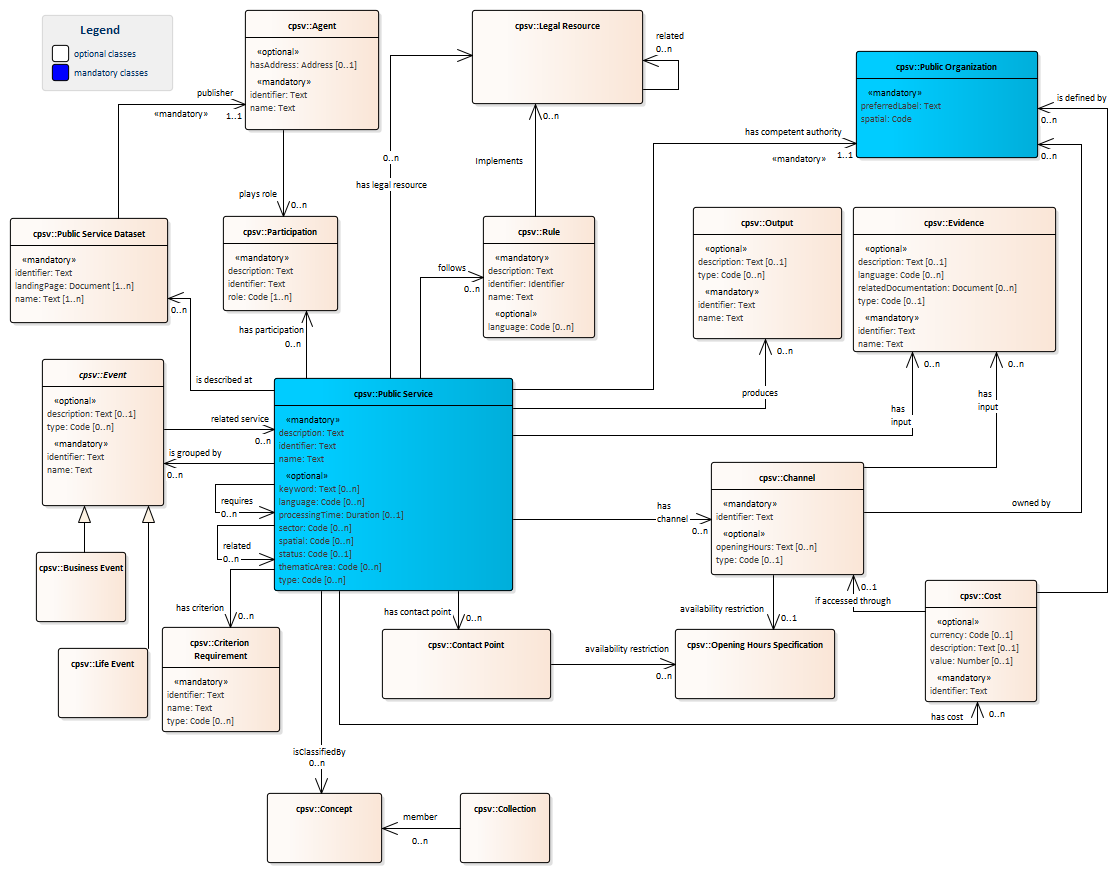 Legend
optional classes
mandatory classes
cpsv::Agent
«optional»
hasAddress: Address [0..1]
«mandatory»
identifier: Text
name: Text
cpsv::Legal Resource
related
0..n
cpsv::Public Organization
«mandatory»
preferredLabel: Text
spatial: Code
is defined by
0..n
0..n
publisher
«mandatory»
1..1
0..n
has legal resource
0..n
Implements
has competent authority
«mandatory»
1..1
plays role
0..n
cpsv::Public Service Dataset
«mandatory»
identifier: Text
landingPage: Document [1..n]
name: Text [1..n]
0..n
is described at
cpsv::Participation
«mandatory»
description: Text
identifier: Text
role: Code [1..n]
has participation
0..n
follows
0..n
cpsv::Rule
«mandatory»
description: Text
identifier: Identifier
name: Text
«optional»
language: Code [0..n]
cpsv::Output
«optional»
description: Text [0..1]
type: Code [0..n]
«mandatory»
identifier: Text
name: Text
0..n
produces
cpsv::Evidence
«optional»
description: Text [0..1]
language: Code [0..n]
relatedDocumentation: Document [0..n]
type: Code [0..1]
«mandatory»
identifier: Text
name: Text
0..n
has
input
0..n
has
input
cpsv::Event
«optional»
description: Text [0..1]
type: Code [0..n]
«mandatory»
identifier: Text
name: Text
related service
0..n
is grouped by
0..n
cpsv::Public Service
«mandatory»
description: Text
identifier: Text
name: Text
«optional»
keyword: Text [0..n]
language: Code [0..n]
processingTime: Duration [0..1]
sector: Code [0..n]
spatial: Code [0..n]
status: Code [0..1]
thematicArea: Code [0..n]
type: Code [0..n]
requires
0..n
related
0..n
has
channel
0..n
cpsv::Channel
«mandatory»
identifier: Text
«optional»
openingHours: Text [0..n]
type: Code [0..1]
owned by
cpsv::Business Event
cpsv::Life Event
has criterion
0..n
cpsv::Criterion
Requirement
«mandatory»
identifier: Text
name: Text
type: Code [0..n]
has contact point
0..n
cpsv::Contact Point
availability restriction
0..n
availability restriction
0..1
cpsv::Opening Hours Specification
0..1
if accessed through
cpsv::Cost
«optional»
currency: Code [0..1]
description: Text [0..1]
value: Number [0..1]
«mandatory»
identifier: Text
has cost
0..n
isClassifiedBy
0..n
cpsv::Concept
member
0..n
cpsv::Collection